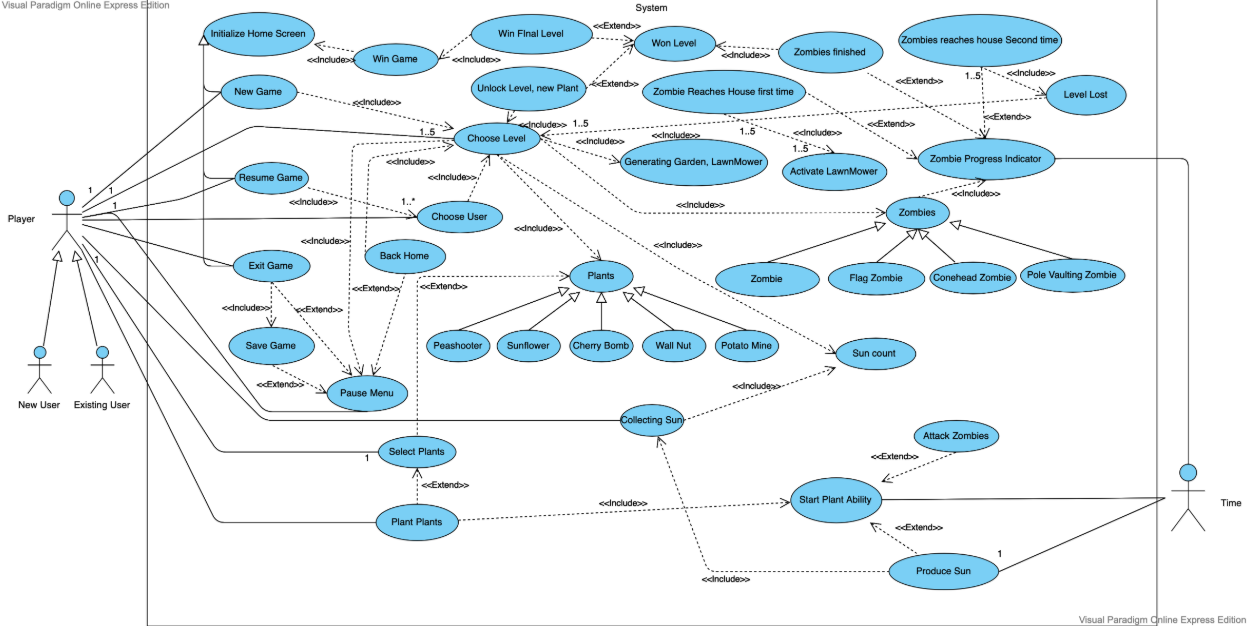 Visual Paradigm Online Express Edition
System
Initialize Home Screen
Win FInal Level
<<Extend>>
Won Level
Zombies finished
Zombies reaches house Second time
<<Include>>
Win Game
<<Include>>
<<Include>>
<<Extend>>
1..5
<<Include>>
New Game
Unlock Level, new Plant
<<Extend>>
Zombie Reaches House first time
Level Lost
<<Include>>
<<Include>>
1..5
<<Extend>>
<<Extend>>
1..5
Choose Level
<<Include>>
1..5
<<Include>>
1..5
Generating Garden, LawnMower
Activate LawnMower
Zombie Progress Indicator
<<Include>>
<<Include>>
<<Include>>
Resume Game
<<Include>>
1..*
Choose User
<<Include>>
Zombies
1
1
1
Player
1
<<Include>>
<<Include>>
<<Include>>
Exit Game
Back Home
Plants
Zombie
Flag Zombie
Conehead Zombie
Pole Vaulting Zombie
<<Extend>>
<<Extend>>
<<Include>>
<<Extend>>
Save Game
Peashooter
Sunflower
Cherry Bomb
Wall Nut
Potato Mine
Sun count
<<Extend>>
Pause Menu
<<Include>>
New User
Existing User
Collecting Sun
Attack Zombies
Select Plants
1
<<Extend>>
<<Extend>>
Start Plant Ability
<<Include>>
Time
Plant Plants
<<Extend>>
1
Produce Sun
<<Include>>
Visual Paradigm Online Express Edition